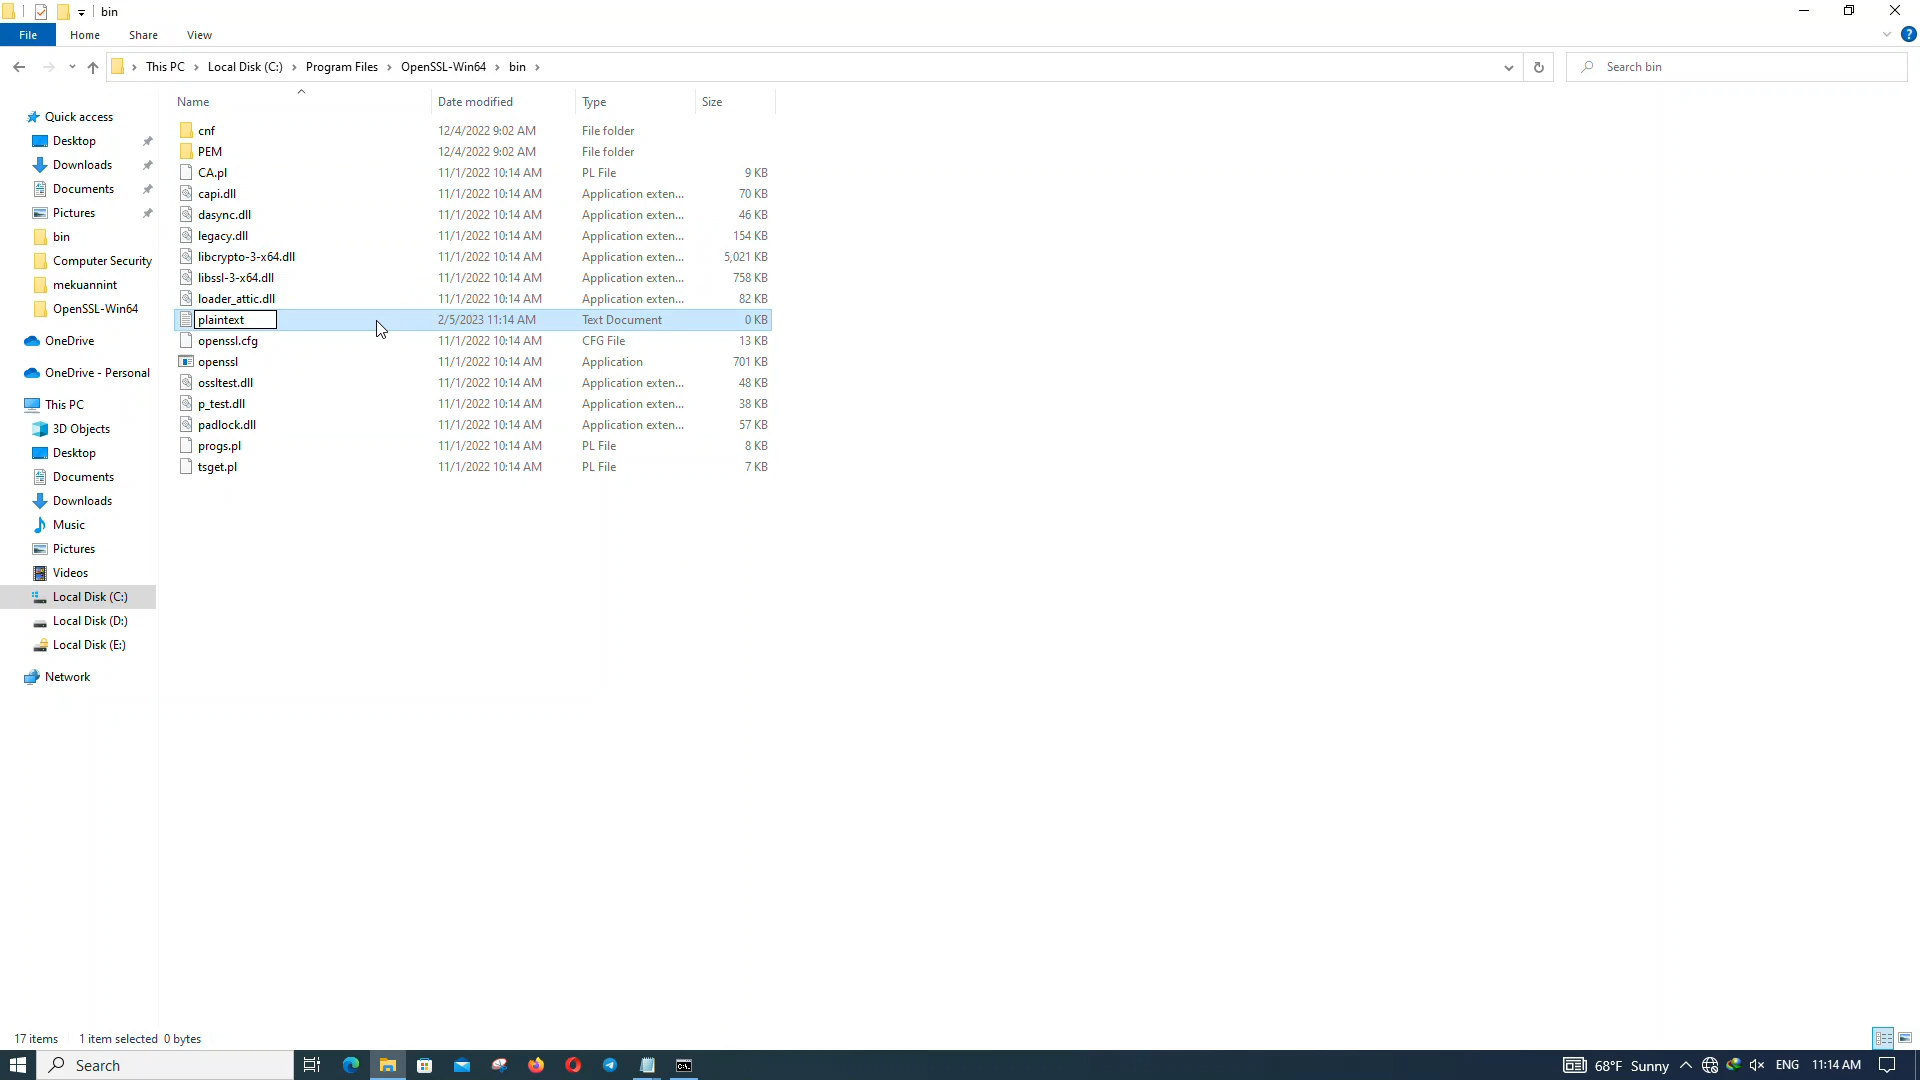 bin
File Home Share View
This PC Local Disk (C:) Program Files OpenSSL-Win64 bin Search bin
Name Date modified Type Size
Quick access
Desktop
Downloads
Documents
Pictures
bin
Computer Security
mekuannint
OpenSSL-Win64
OneDrive
OneDrive - Personal
This PC
3D Objects
Desktop
Documents
Downloads
Music
Pictures
Videos
Local Disk (C:)
Local Disk (D:)
Local Disk (E:)
Network
cnf 12/4/2022 9:02 AM File folder
PEM 12/4/2022 9:02 AM File folder
CA.pl 11/1/2022 10:14 AM PL File 9 KB
capi.dll 11/1/2022 10:14 AM Application exten... 70 KB
dasync.dll 11/1/2022 10:14 AM Application exten... 46 KB
legacy.dll 11/1/2022 10:14 AM Application exten... 154 KB
libcrypto-3-x64.dll 11/1/2022 10:14 AM Application exten... 5,021 KB
libssl-3-x64.dll 11/1/2022 10:14 AM Application exten... 758 KB
loader_attic.dll 11/1/2022 10:14 AM Application exten... 82 KB
plaintext 2/5/2023 11:14 AM Text Document 0 KB
openssl.cfg 11/1/2022 10:14 AM CFG File 13 KB
openssl 11/1/2022 10:14 AM Application 701 KB
ossltest.dll 11/1/2022 10:14 AM Application exten... 48 KB
p_test.dll 11/1/2022 10:14 AM Application exten... 38 KB
padlock.dll 11/1/2022 10:14 AM Application exten... 57 KB
progs.pl 11/1/2022 10:14 AM PL File 8 KB
tsget.pl 11/1/2022 10:14 AM PL File 7 KB
17 items 1 item selected 0 bytes
Search 68°F Sunny ENG 11:14 AM